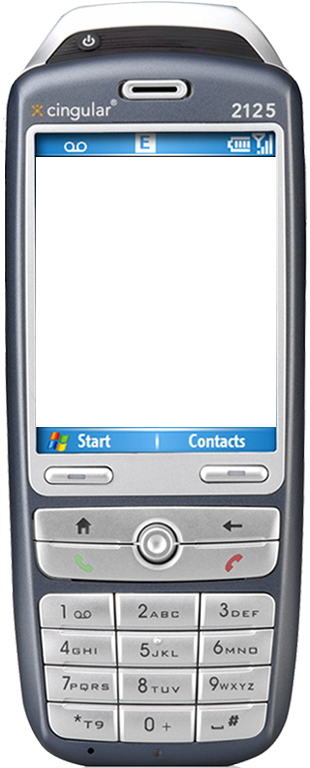 cingular® 2125
E
Start Contacts
1 2ABC 3DEF
4GHI 5JKL 6MNO
7PQRS 8TUV 9WXYZ
*T9 0 + #